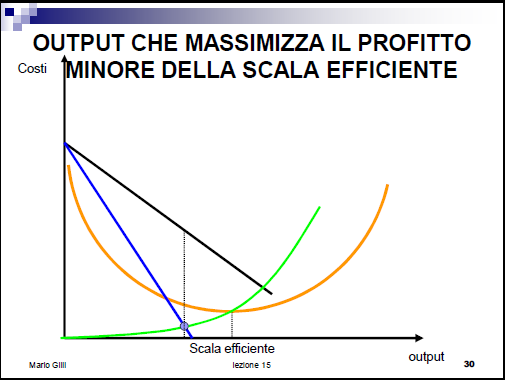 OUTPUT CHE MASSIMIZZA IL PROFITTO
MINORE DELLA SCALA EFFICIENTE
Costi
Scala efficiente
output
Mario Gilli
lezione 15
30